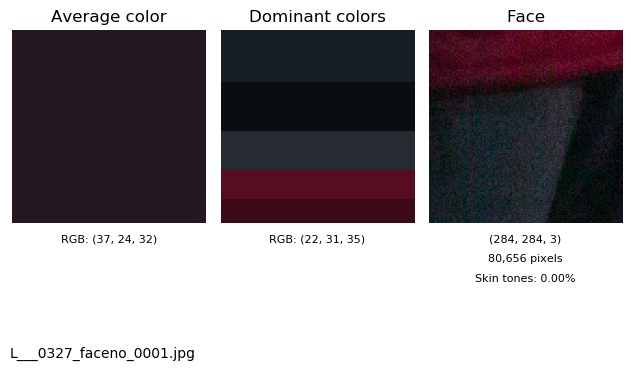 Average color
Dominant colors
Face
RGB: (37, 24, 32)
RGB: (22, 31, 35)
(284, 284, 3)
80,656 pixels
Skin tones: 0.00%
L___0327_faceno_0001.jpg